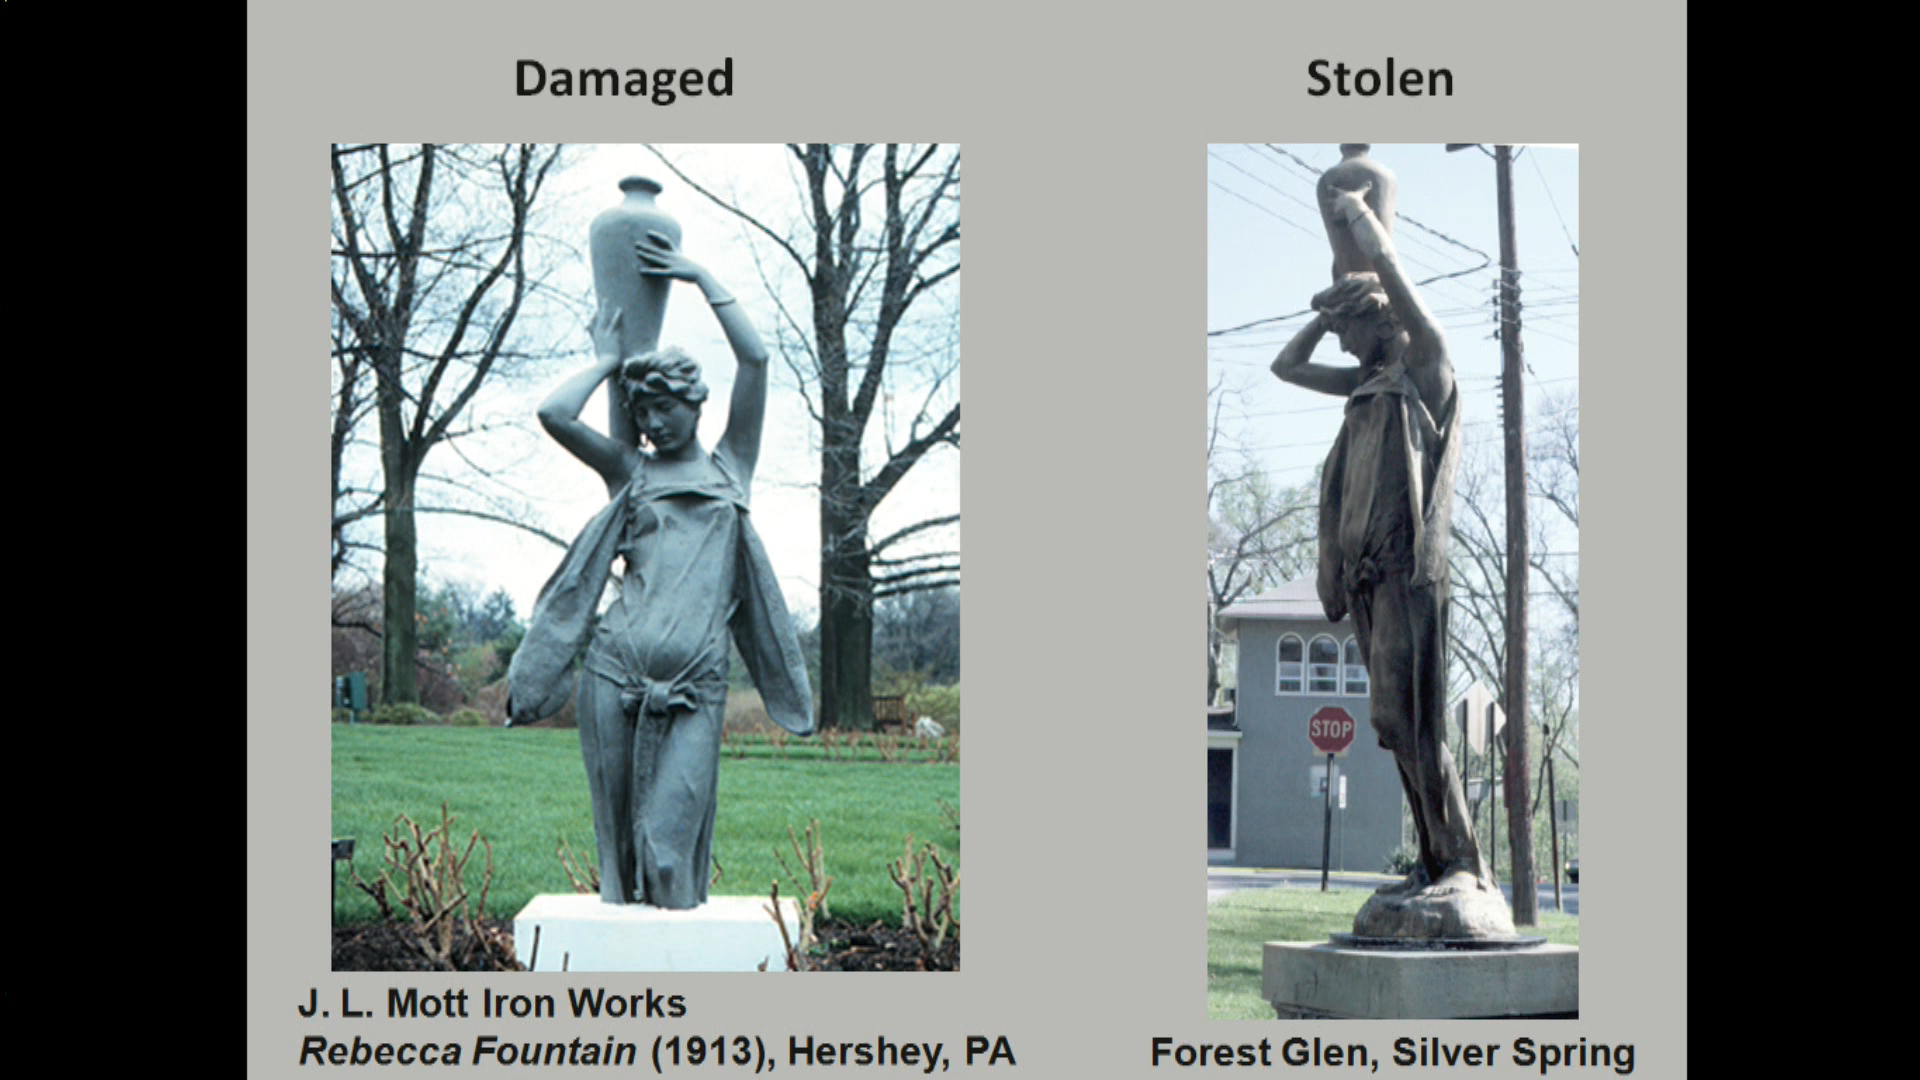 Damaged
Stolen
STOP
J. L. Mott Iron Works
Rebecca Fountain (1913), Hershey, PA
Forest Glen, Silver Spring